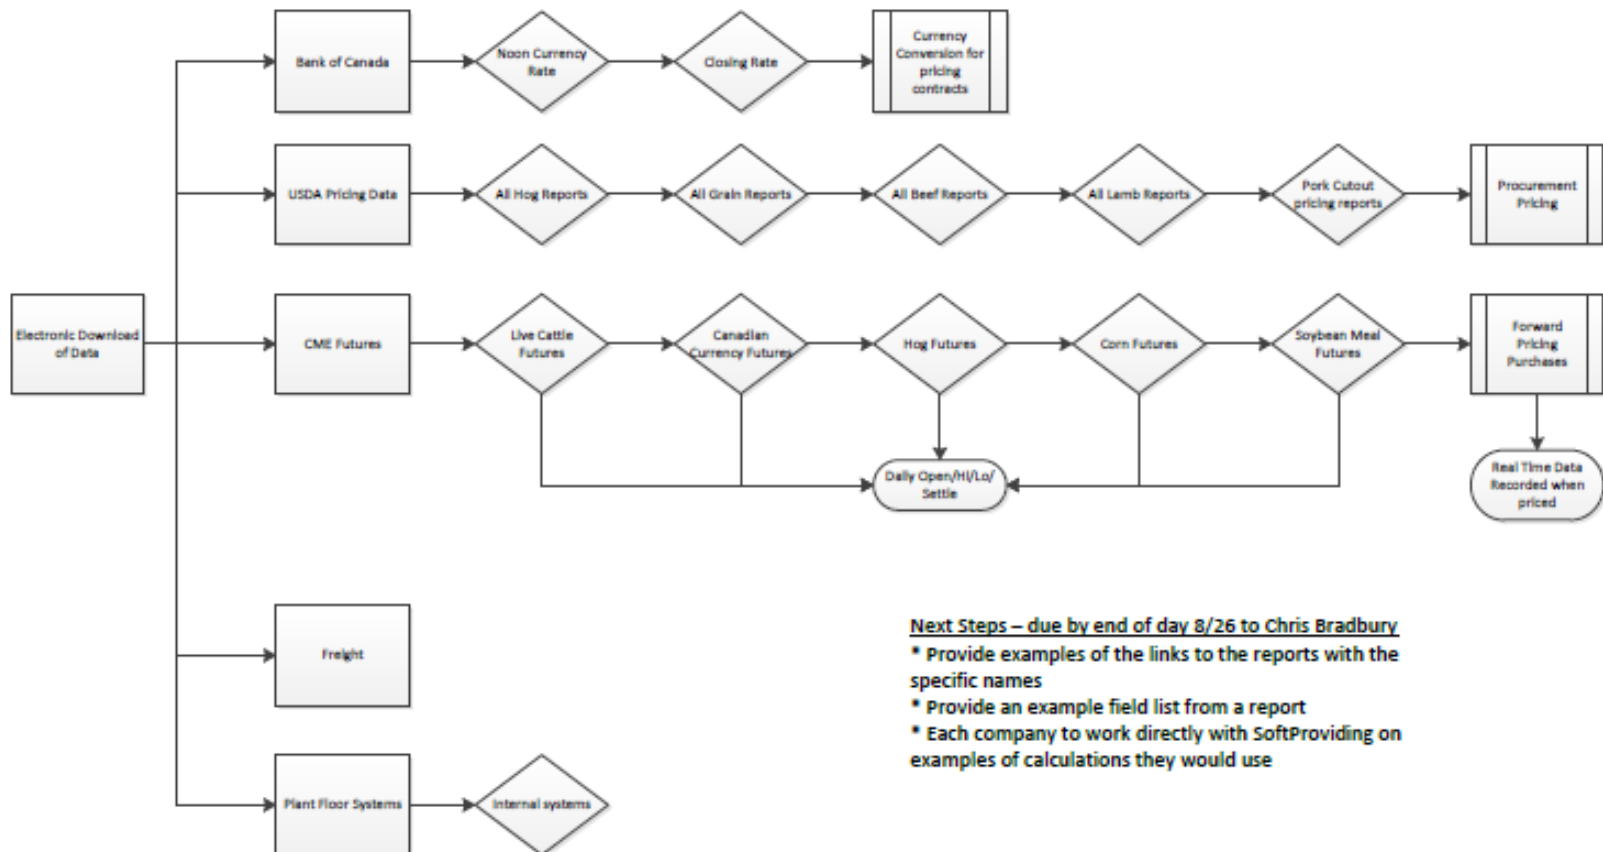 Bank of Canada
Noon Currency
Rate
Closing Rate
Currency
Conversion for
pricing
contracts
USDA Pricing Data
All Hog Reports
All Grain Reports
All Beef Reports
All Lamb Reports
Pork Cutout
pricing reports
Procurement
Pricing
Electronic Download
of Data
CME Futures
Live Cattle
Futures
Canadian
Currency Futures
Hog Futures
Corn Futures
Soybean Meal
Futures
Forward
Pricing
Purchases
Daily Open/Hi/Lo/
Settle
Real Time Data
Recorded when
priced
Freight
Next Steps – due by end of day 8/26 to Chris Bradbury
* Provide examples of the links to the reports with the
specific names
* Provide an example field list from a report
* Each company to work directly with SoftProviding on
examples of calculations they would use
Plant Floor Systems
Internal systems